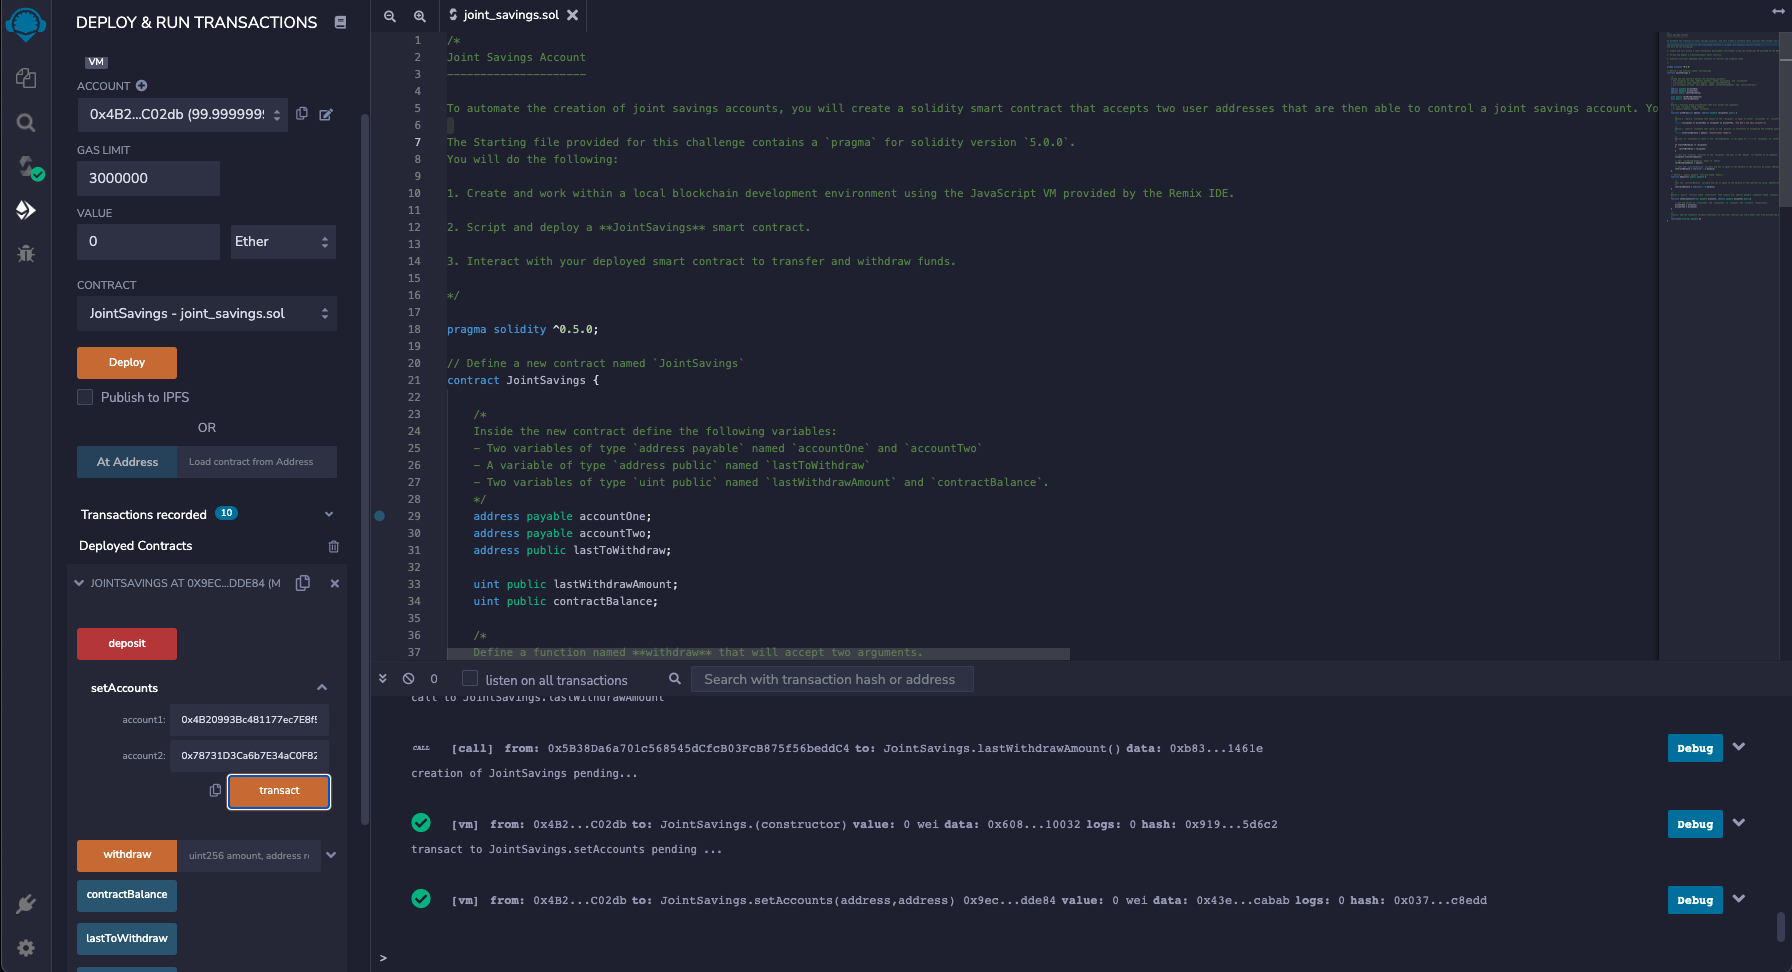 DEPLOY & RUN TRANSACTIONS
VM
ACCOUNT
0x4B2...C02db (99.9999999
GAS LIMIT
3000000
VALUE
0
Ether
CONTRACT
JointSavings - joint_savings.sol
Deploy
Publish to IPFS
OR
At Address
Load contract from Address
Transactions recorded 10
Deployed Contracts
JOINTSAVINGS AT 0X9EC...DDE84 (M
deposit
setAccounts
account1: 0x4B20993Bc481177ec7E8f5
account2: 0x78731D3Ca6b7E34aC0F82
transact
withdraw
uint256 amount, address r
contractBalance
lastToWithdraw
joint_savings.sol
1 /*
2 Joint Savings Account
3 ---------------------
4
5 To automate the creation of joint savings accounts, you will create a solidity smart contract that accepts two user addresses that are then able to control a joint savings account. Yo
6
7 The Starting file provided for this challenge contains a `pragma` for solidity version `5.0.0`.
8 You will do the following:
9
10 1. Create and work within a local blockchain development environment using the JavaScript VM provided by the Remix IDE.
11
12 2. Script and deploy a **JointSavings** smart contract.
13
14 3. Interact with your deployed smart contract to transfer and withdraw funds.
15
16 */
17
18 pragma solidity ^0.5.0;
19
20 // Define a new contract named `JointSavings`
21 contract JointSavings {
22
23 /*
24 Inside the new contract define the following variables:
25 - Two variables of type `address payable` named `accountOne` and `accountTwo`
26 - A variable of type `address public` named `lastToWithdraw`
27 - Two variables of type `uint public` named `lastWithdrawAmount` and `contractBalance`.
28 */
29 address payable accountOne;
30 address payable accountTwo;
31 address public lastToWithdraw;
32
33 uint public lastWithdrawAmount;
34 uint public contractBalance;
35
36 /*
37 Define a function named **withdraw** that will accept two arguments.
0
listen on all transactions
Search with transaction hash or address
call to JointSavings.lastWithdrawAmount
CALL [call] from: 0x5B38Da6a701c568545dCfcB03FcB875f56beddC4 to: JointSavings.lastWithdrawAmount() data: 0xb83...1461e
Debug
creation of JointSavings pending...
[vm] from: 0x4B2...C02db to: JointSavings.(constructor) value: 0 wei data: 0x608...10032 logs: 0 hash: 0x919...5d6c2
Debug
transact to JointSavings.setAccounts pending ...
[vm] from: 0x4B2...C02db to: JointSavings.setAccounts(address,address) 0x9ec...dde84 value: 0 wei data: 0x43e...cabab logs: 0 hash: 0x037...c8edd
Debug
>